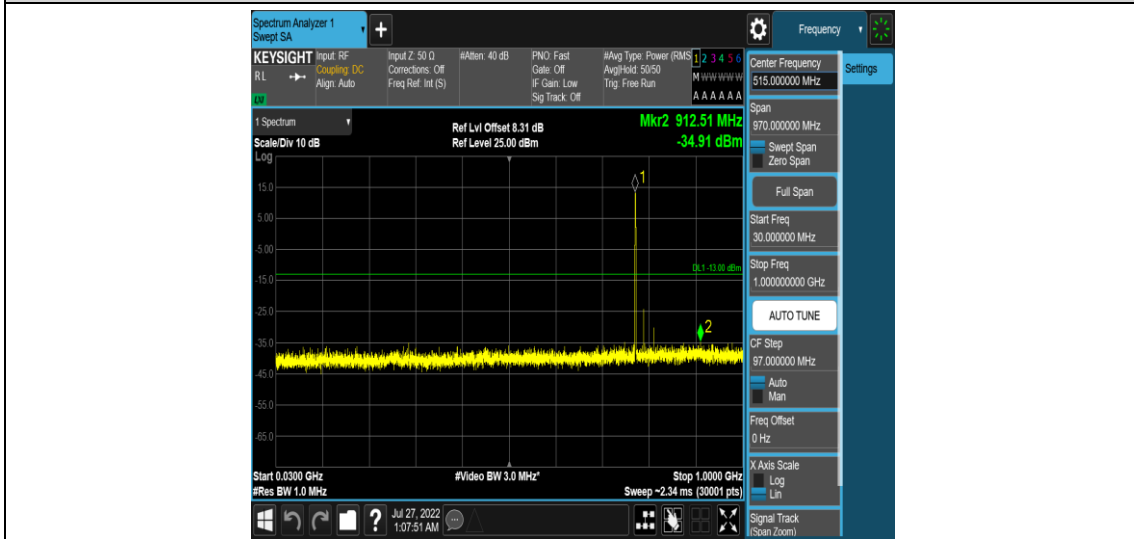 Spectrum Analyzer 1
Swept SA
+
Frequency
KEYSIGHT
RL
LXI
Input: RF
Coupling: DC
Align: Auto
Input Z: 50 Ω
Corrections: Off
Freq Ref: Int (S)
#Atten: 40 dB
PNO: Fast
Gate: Off
IF Gain: Low
Sig Track: Off
#Avg Type: Power (RMS
Avg|Hold: 50/50
Trig: Free Run
1 2 3 4 5 6
M W W W W W
A A A A A A
1 Spectrum
Scale/Div 10 dB
Log
Ref Lvl Offset 8.31 dB
Ref Level 25.00 dBm
Mkr2 912.51 MHz
-34.91 dBm
15.0
5.00
-5.00
-15.0
-25.0
-35.0
-45.0
-55.0
-65.0
1
DL1 -13.00 dBm
2
Start 0.0300 GHz
#Res BW 1.0 MHz
#Video BW 3.0 MHz*
Stop 1.0000 GHz
Sweep ~2.34 ms (30001 pts)
?
Jul 27, 2022
1:07:51 AM
Center Frequency
515.000000 MHz
Settings
Span
970.000000 MHz
Swept Span
Zero Span
Full Span
Start Freq
30.000000 MHz
Stop Freq
1.000000000 GHz
AUTO TUNE
CF Step
97.000000 MHz
Auto
Man
Freq Offset
0 Hz
X Axis Scale
Log
Lin
Signal Track
(Span Zoom)